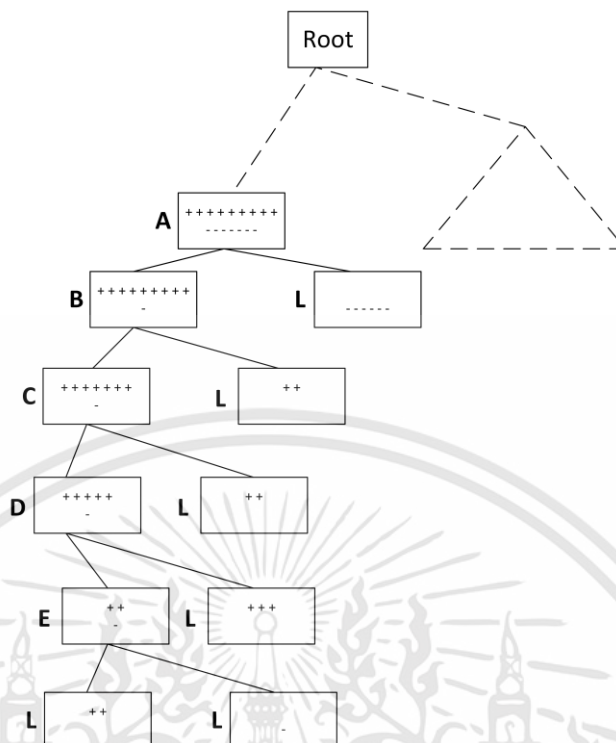 Root
A
+ + + + + + + + +
- - - - - - -
B
+ + + + + + + + +
-
L
- - - - - -
C
+ + + + + + +
-
L
+ +
D
+ + + + +
-
L
+ +
E
+ +
-
L
+ + +
L
+ +
L
-